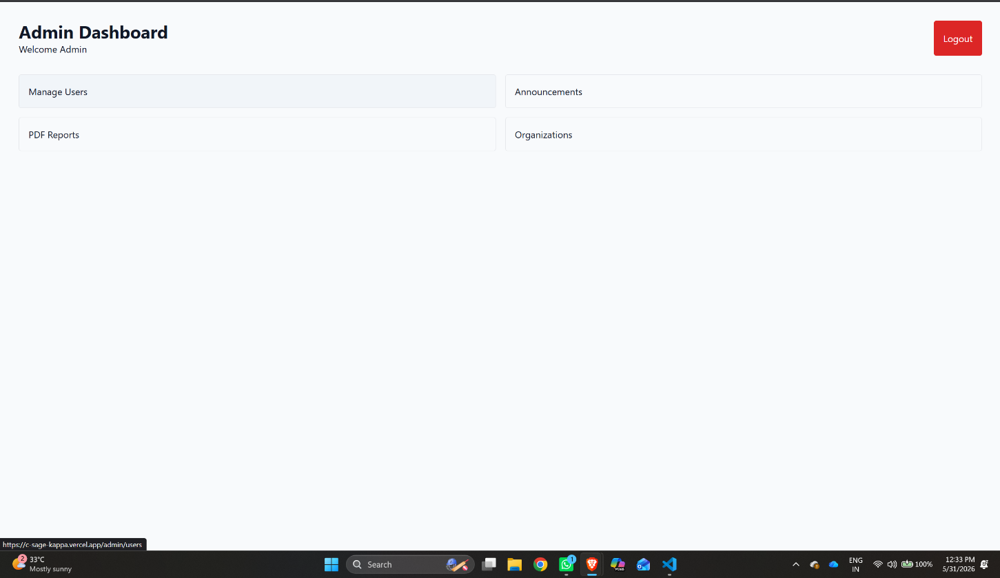 Admin Dashboard
Welcome Admin
Logout
Manage Users
Announcements
PDF Reports
Organizations
https://c-sage-kappa.vercel.app/admin/users
2
33°C
Mostly sunny
Search
1
M365
ENG
IN
100%
12:33 PM
5/31/2026